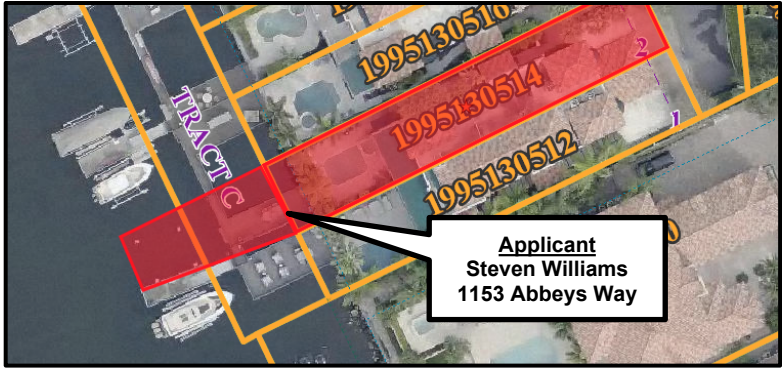 1995130516
1995130514
1995130512
TRACT C
2
1
Applicant
Steven Williams
1153 Abbeys Way